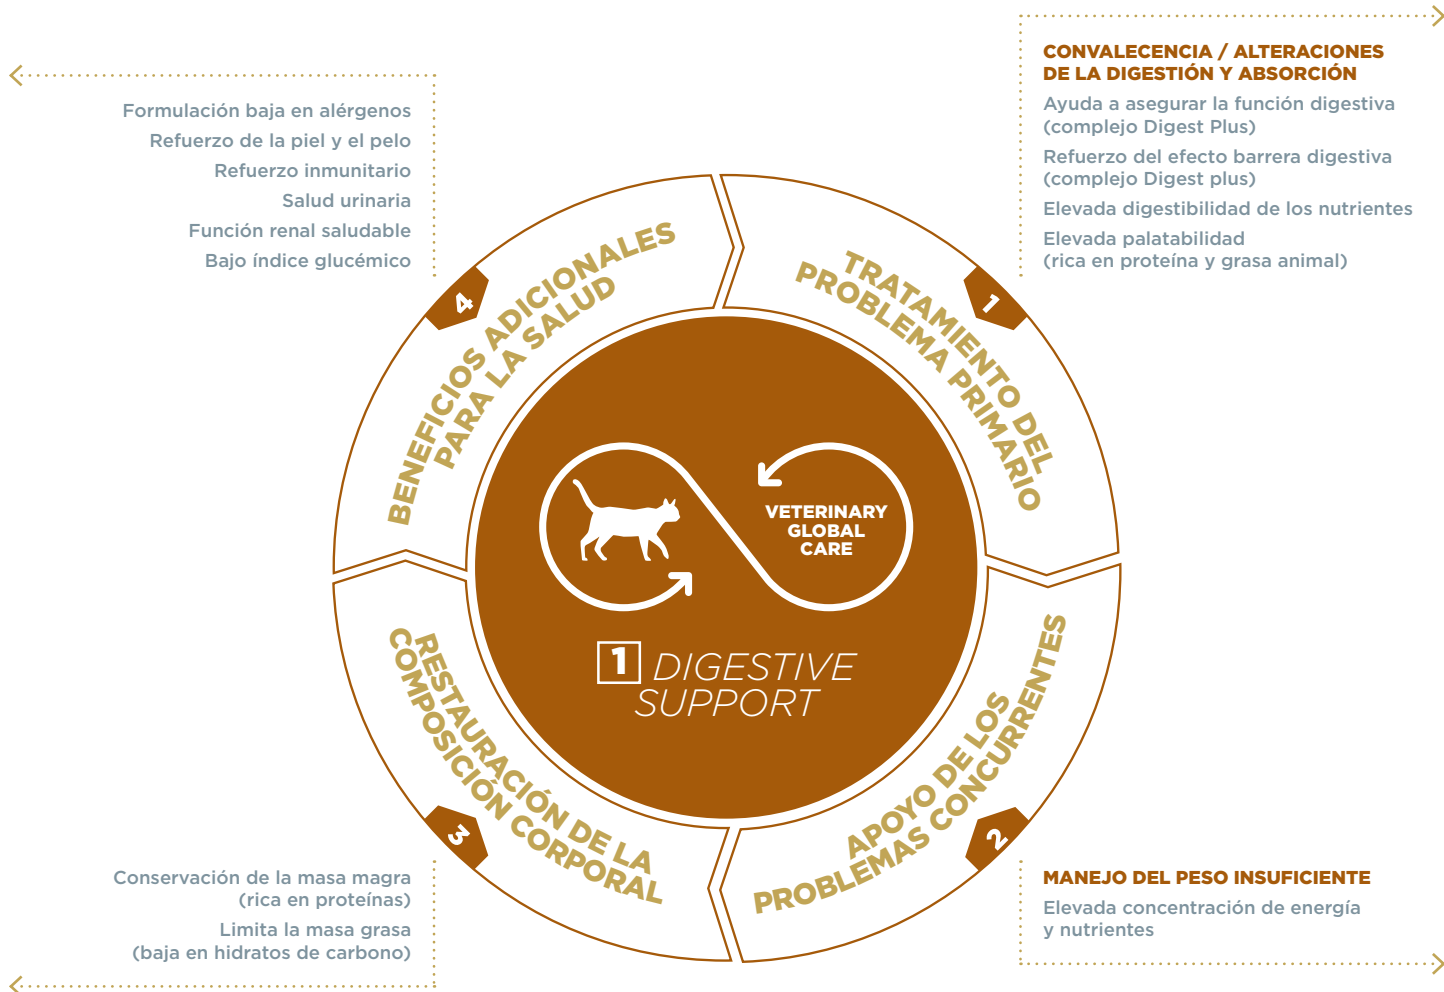 CONVALECENCIA / ALTERACIONES
DE LA DIGESTIÓN Y ABSORCIÓN
Ayuda a asegurar la función digestiva
(complejo Digest Plus)
Refuerzo del efecto barrera digestiva
(complejo Digest plus)
Elevada digestibilidad de los nutrientes
Elevada palatabilidad
(rica en proteína y grasa animal)
Formulación baja en alérgenos
Refuerzo de la piel y el pelo
Refuerzo inmunitario
Salud urinaria
Función renal saludable
Bajo índice glucémico
4
BENEFICIOS ADICIONALES
PARA LA SALUD
1
TRATAMIENTO DEL
PROBLEMA PRIMARIO
VETERINARY
GLOBAL
CARE
1 DIGESTIVE
SUPPORT
3
RESTAURACIÓN DE LA
COMPOSICIÓN CORPORAL
2
APOYO DE LOS
PROBLEMAS CONCURRENTES
Conservación de la masa magra
(rica en proteínas)
Limita la masa grasa
(baja en hidratos de carbono)
MANEJO DEL PESO INSUFICIENTE
Elevada concentración de energía
y nutrientes